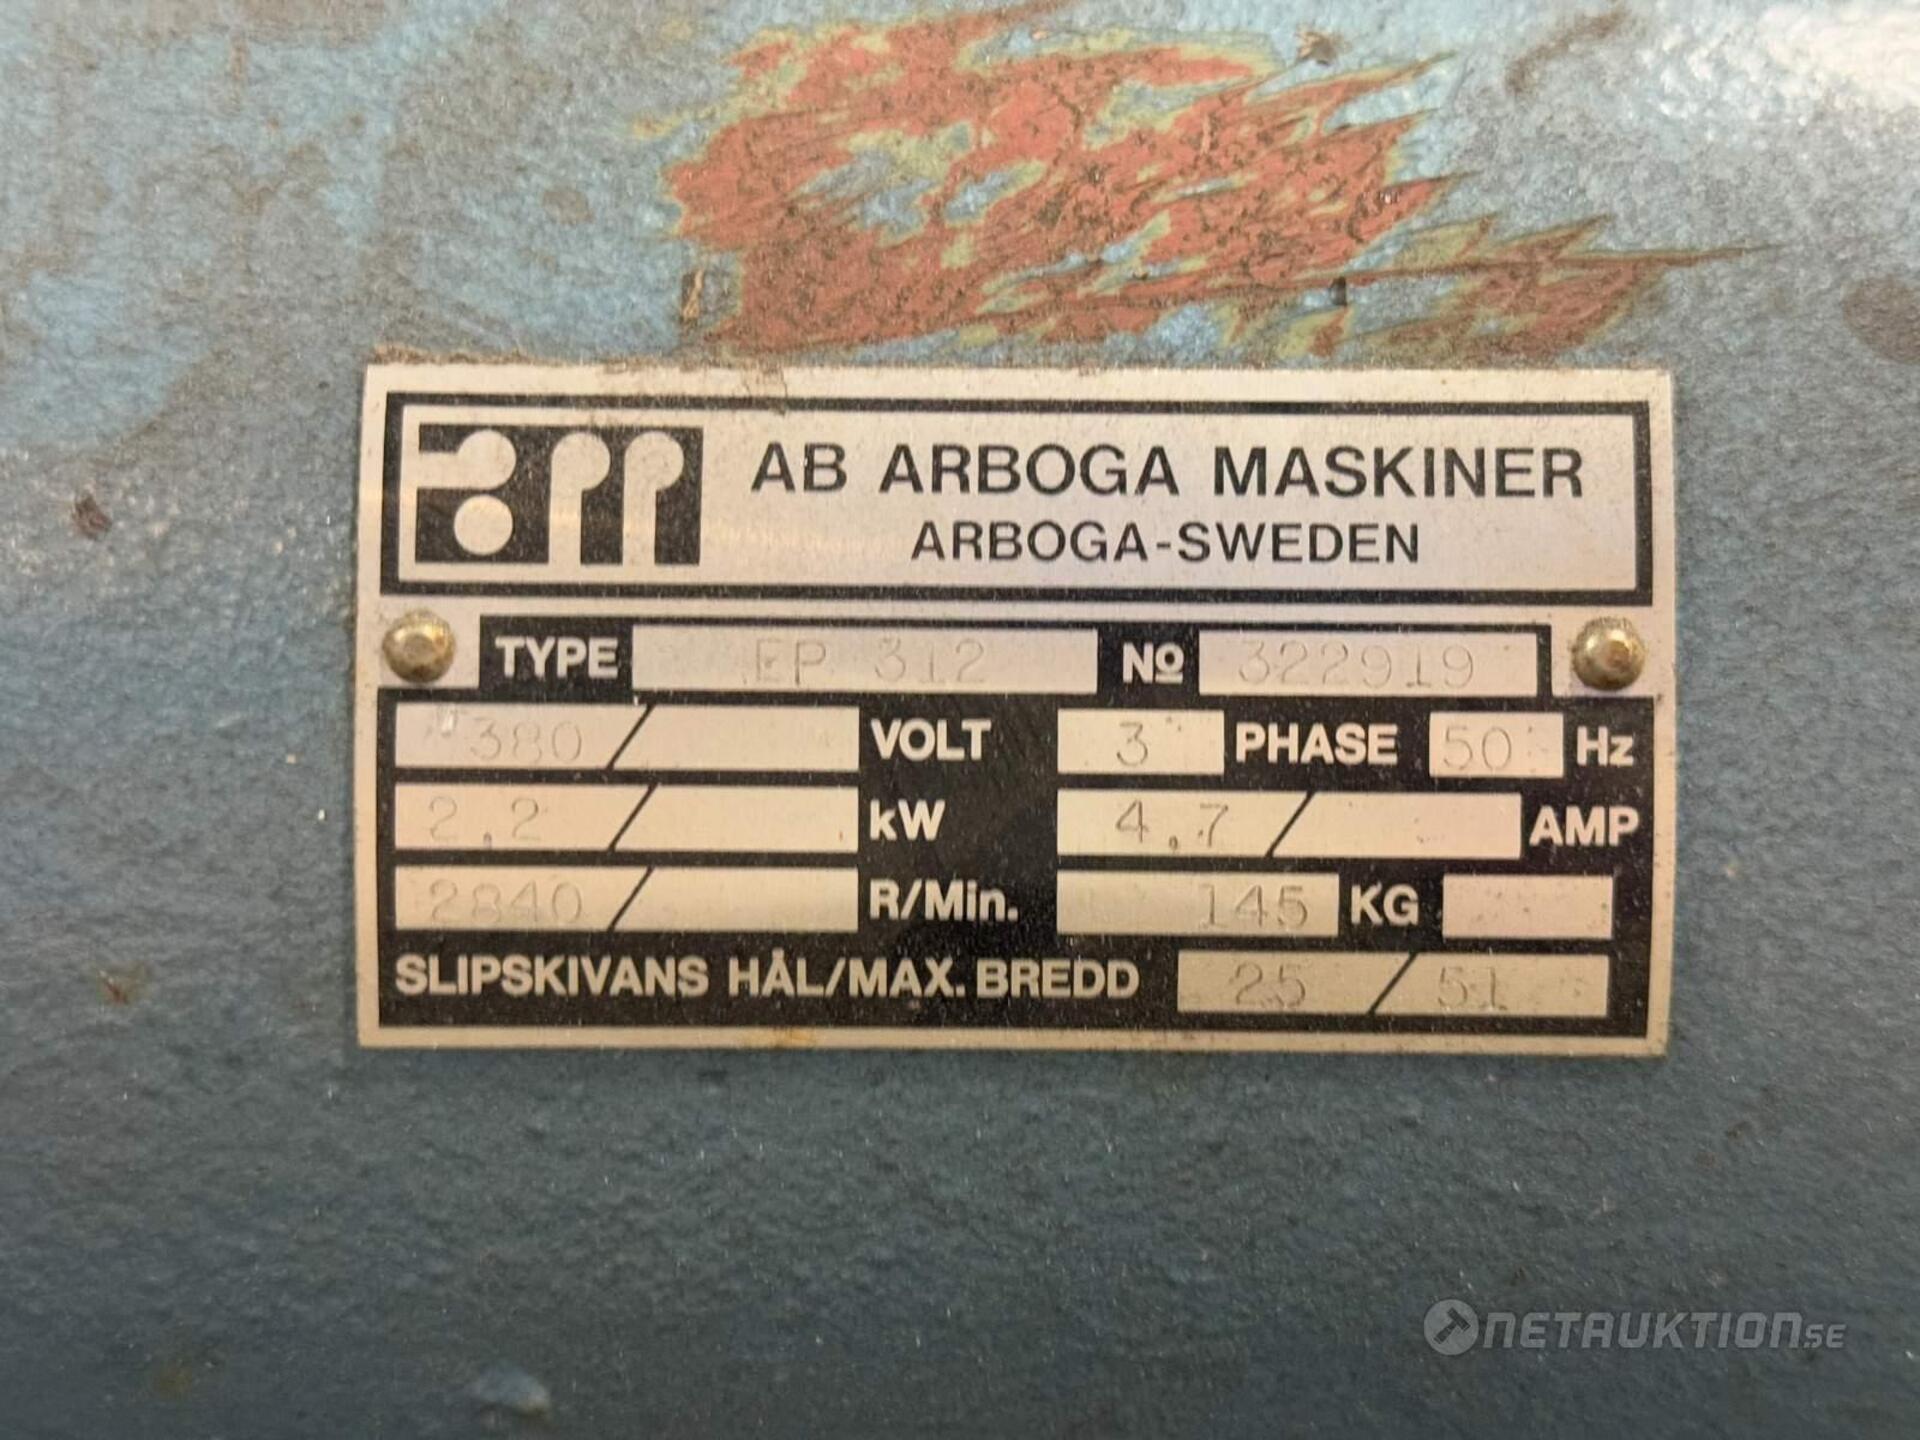 AB ARBOGA MASKINER
ARBOGA-SWEDEN
TYPE EP 312 Nº 322919
380 / VOLT 3 PHASE 50 Hz
2.2 / kW 4.7 / AMP
2840 / R/Min. 145 KG
SLIPSKIVANS HÅL/MAX. BREDD 25 / 51
NETAUKTION.SE